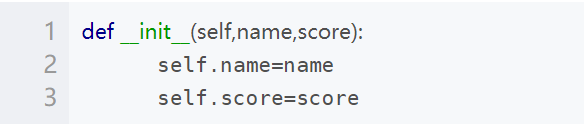 1 def __init__(self,name,score):
2 self.name=name
3 self.score=score